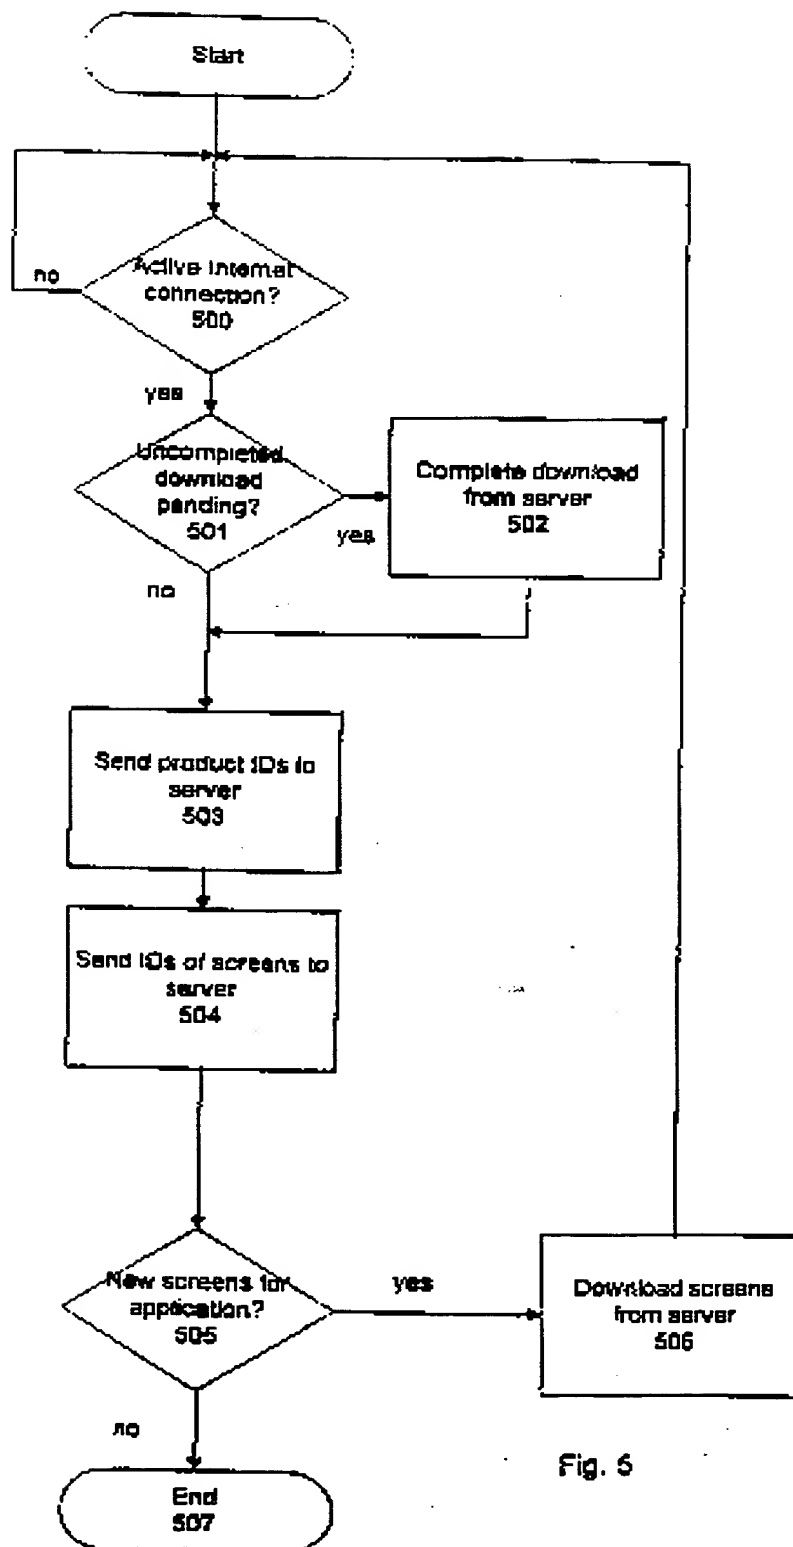 Start
Active Internet
connection?
500
no
yes
Uncompleted
download
pending?
501
yes
Complete download
from server
502
no
Send product IDs to
server
503
Send IDs of screens to
server
504
New screens for
application?
505
yes
Download screens
from server
506
no
End
507
Fig. 5